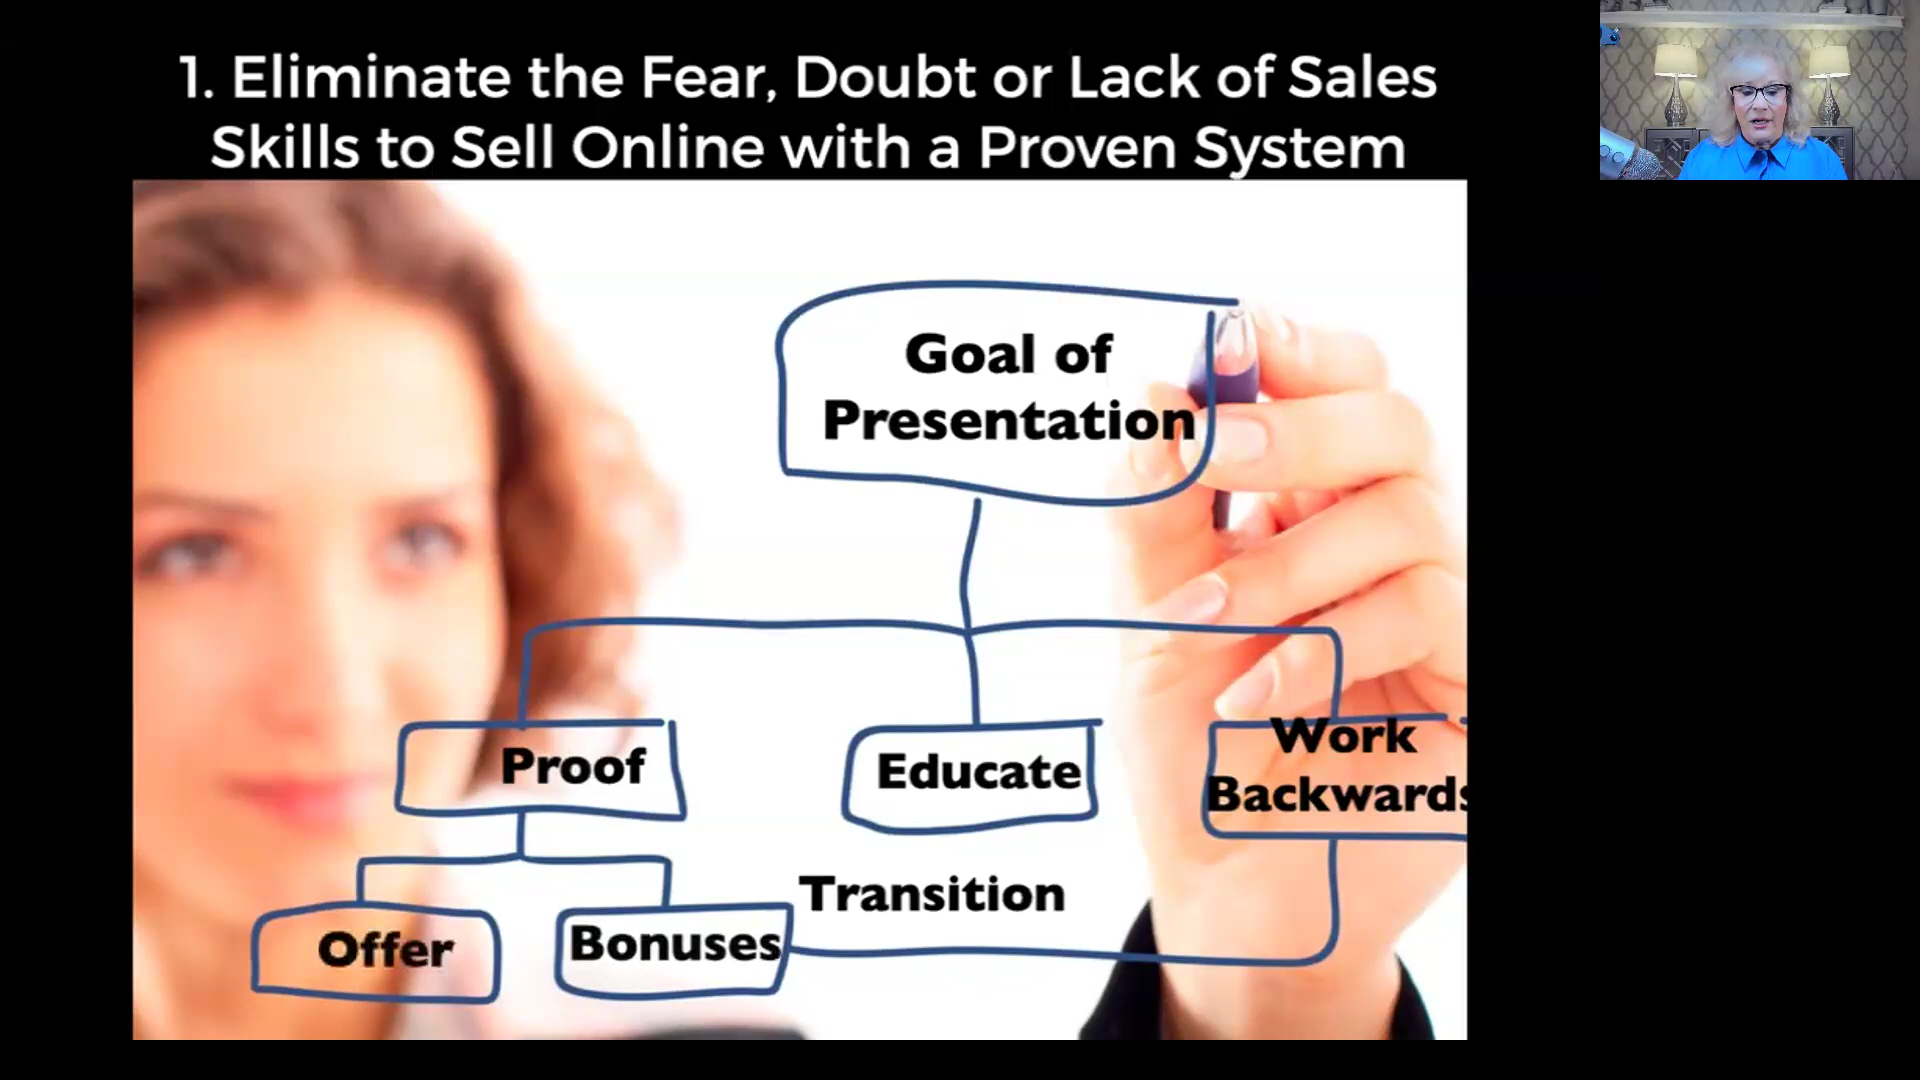 1. Eliminate the Fear, Doubt or Lack of Sales
Skills to Sell Online with a Proven System
Goal of
Presentation
Proof
Educate
Work
Backwards
Transition
Offer
Bonuses